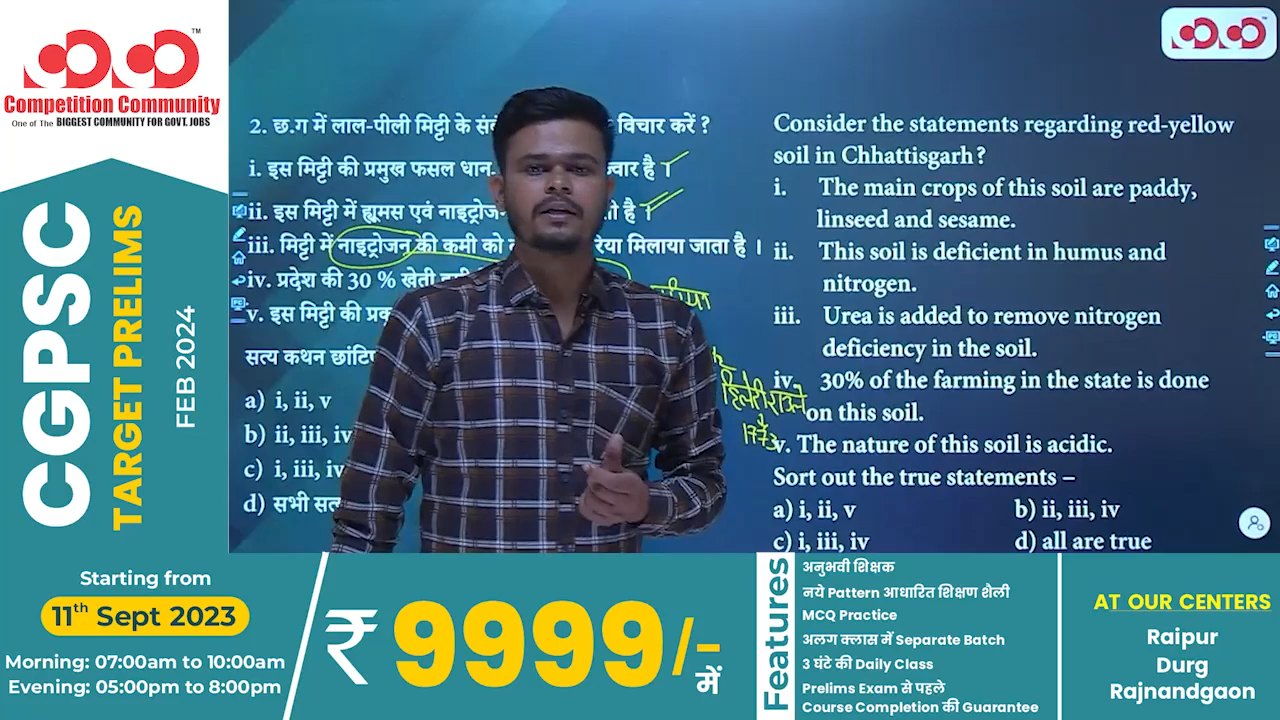 TM
Competition Community
One of The BIGGEST COMMUNITY FOR GOVT. JOBS
CGPSC
TARGET PRELIMS
FEB 2024
2. छ.ग में लाल-पीली मिट्टी के विचार करें ?
i. इस मिट्टी की प्रमुख फसल धान है ।
ii. इस मिट्टी में ह्यूमस एवं है ।
iii. मिट्टी में नाइट्रोजन की कमी को मिलाया जाता है ।
iv. प्रदेश की 30 % खेती
v. इस मिट्टी की
सत्य कथन
a) i, ii, v
b) ii, iii, iv
c) i, iii, iv
d) सभी
1773
Consider the statements regarding red-yellow
soil in Chhattisgarh?
i. The main crops of this soil are paddy,
linseed and sesame.
ii. This soil is deficient in humus and
nitrogen.
iii. Urea is added to remove nitrogen
deficiency in the soil.
iv. 30% of the farming in the state is done
on this soil.
v. The nature of this soil is acidic.
Sort out the true statements –
a) i, ii, v b) ii, iii, iv
c) i, iii, iv d) all are true
Starting from
11th Sept 2023
Morning: 07:00am to 10:00am
Evening: 05:00pm to 8:00pm
₹ 9999/- में
Features
अनुभवी शिक्षक
नये Pattern आधारित शिक्षण शैली
MCQ Practice
अलग क्लास में Separate Batch
3 घंटे की Daily Class
Prelims Exam से पहले
Course Completion की Guarantee
AT OUR CENTERS
Raipur
Durg
Rajnandgaon